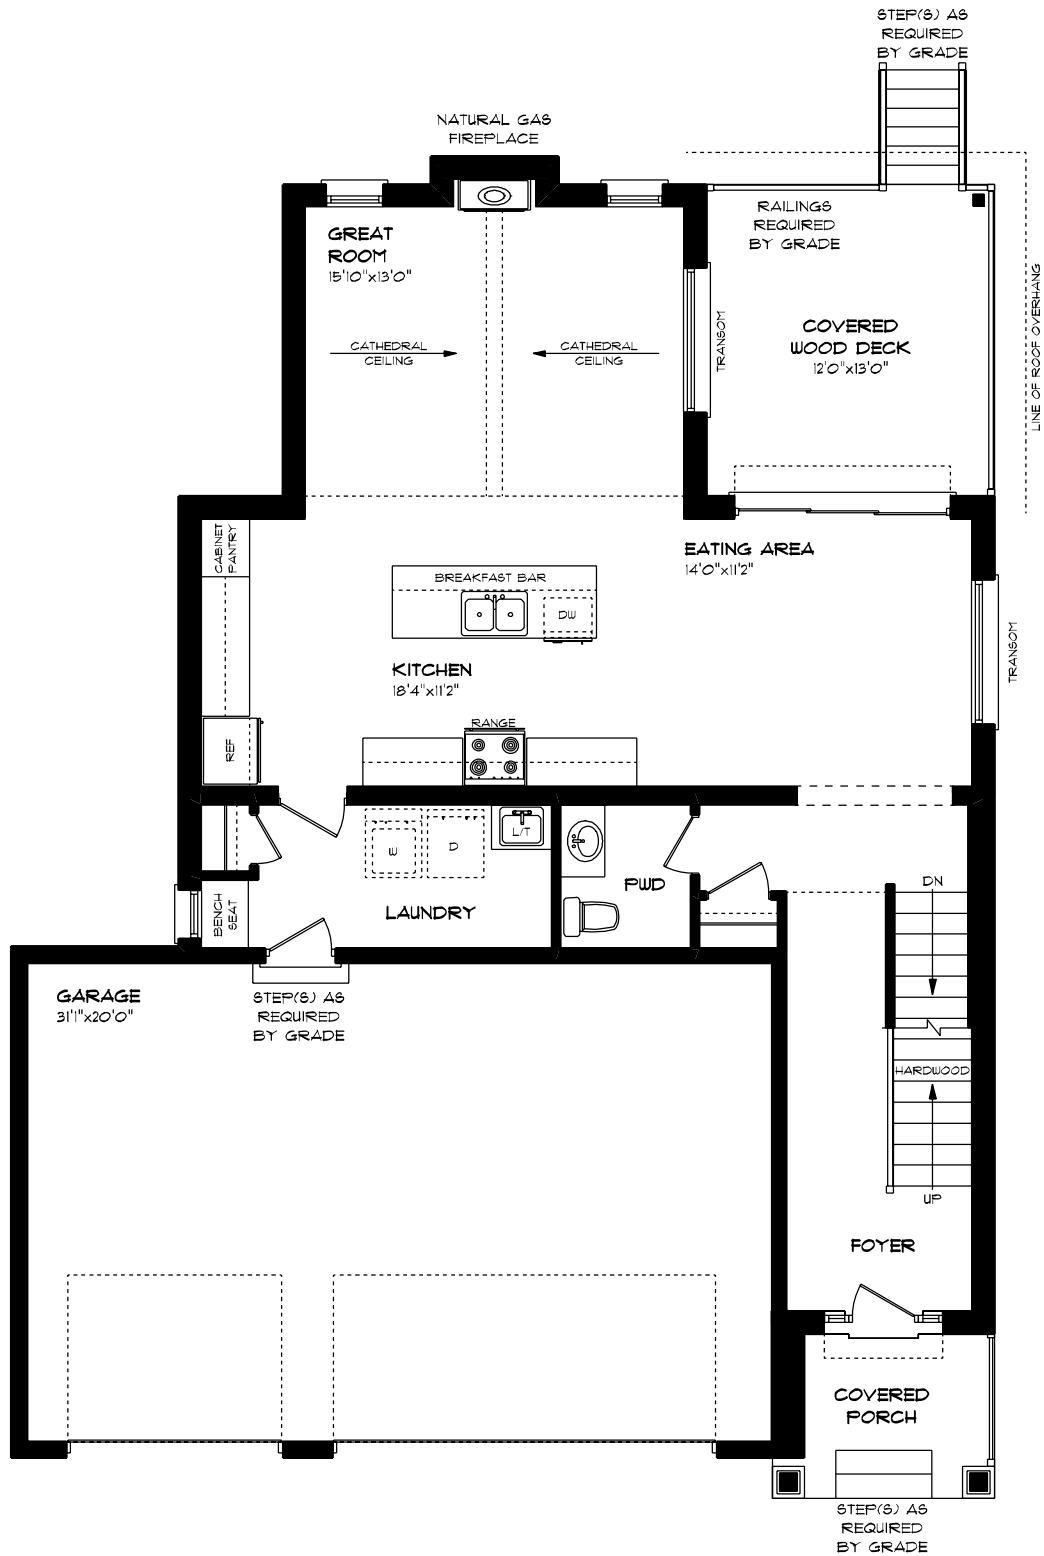 STEP(S) AS
REQUIRED
BY GRADE
NATURAL GAS
FIREPLACE
RAILINGS
REQUIRED
BY GRADE
GREAT
ROOM
15'10"x13'0"
CATHEDRAL
CEILING
CATHEDRAL
CEILING
TRANSOM
COVERED
WOOD DECK
12'0"x13'0"
LINE OF ROOF OVERHANG
CABINET
PANTRY
EATING AREA
14'0"x11'2"
BREAKFAST BAR
DW
TRANSOM
KITCHEN
18'4"x11'2"
RANGE
REF
L/T
W
D
PWD
DN
BENCH
SEAT
LAUNDRY
GARAGE
31'1"x20'0"
STEP(S) AS
REQUIRED
BY GRADE
HARDWOOD
UP
FOYER
COVERED
PORCH
STEP(S) AS
REQUIRED
BY GRADE